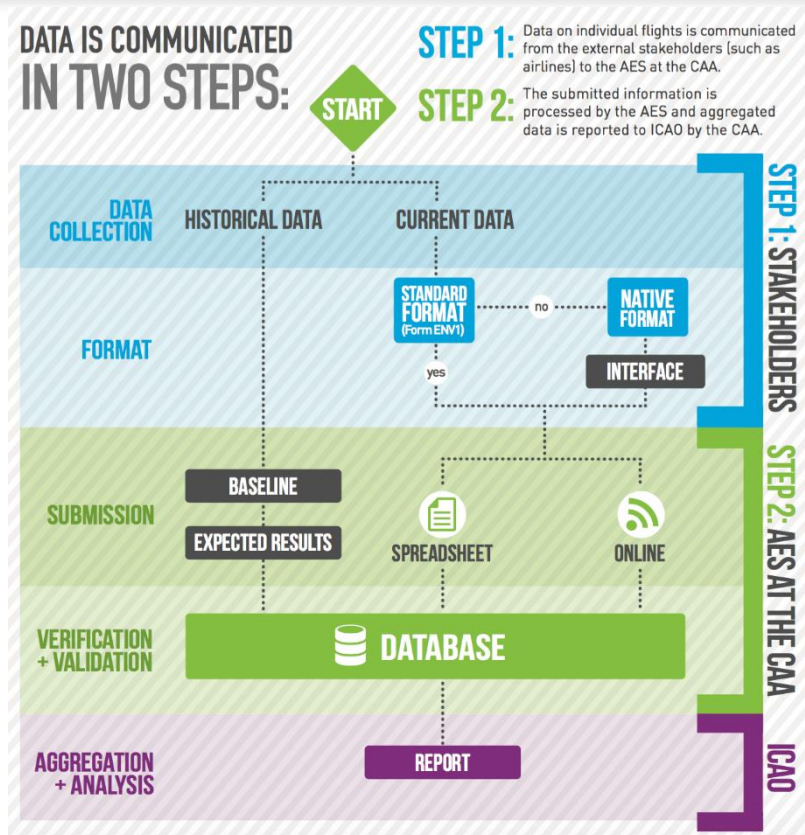 DATA IS COMMUNICATED
IN TWO STEPS:
STEP 1:
Data on individual flights is communicated
from the external stakeholders (such as
airlines) to the AES at the CAA.
START
STEP 2:
The submitted information is
processed by the AES and aggregated
data is reported to ICAO by the CAA.
DATA
COLLECTION
HISTORICAL DATA
CURRENT DATA
FORMAT
STANDARD
FORMAT
(Form ENV1)
no
NATIVE
FORMAT
yes
INTERFACE
STEP 1: STAKEHOLDERS
SUBMISSION
BASELINE
EXPECTED RESULTS
SPREADSHEET
ONLINE
VERIFICATION
+ VALIDATION
DATABASE
STEP 2: AES AT THE CAA
AGGREGATION
+ ANALYSIS
REPORT
ICAO